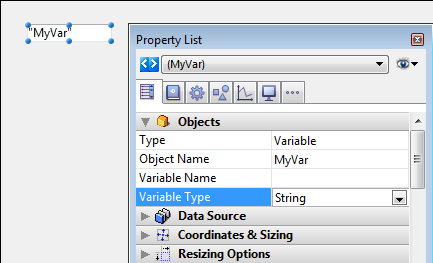 "MyVar"
Property List
(MyVar)
Objects
Type Variable
Object Name MyVar
Variable Name
Variable Type String
Data Source
Coordinates & Sizing
Resizing Options